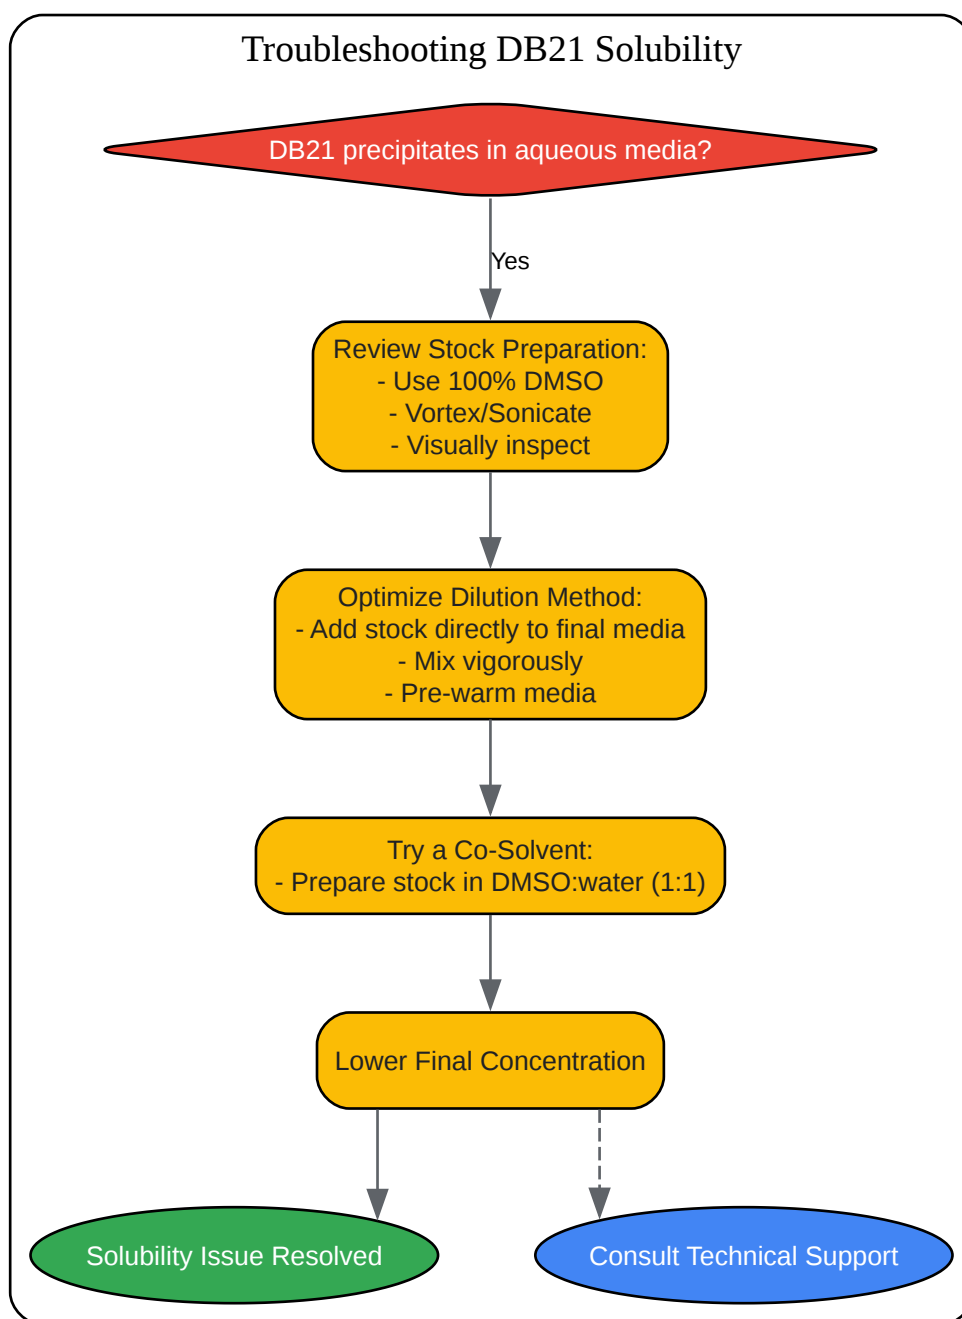 Troubleshooting DB21 Solubility
DB21 precipitates in aqueous media?
Yes
Review Stock Preparation:
- Use 100% DMSO
- Vortex/Sonicate
- Visually inspect
Optimize Dilution Method:
- Add stock directly to final media
- Mix vigorously
- Pre-warm media
Try a Co-Solvent:
- Prepare stock in DMSO:water (1:1)
Lower Final Concentration
Solubility Issue Resolved
Consult Technical Support